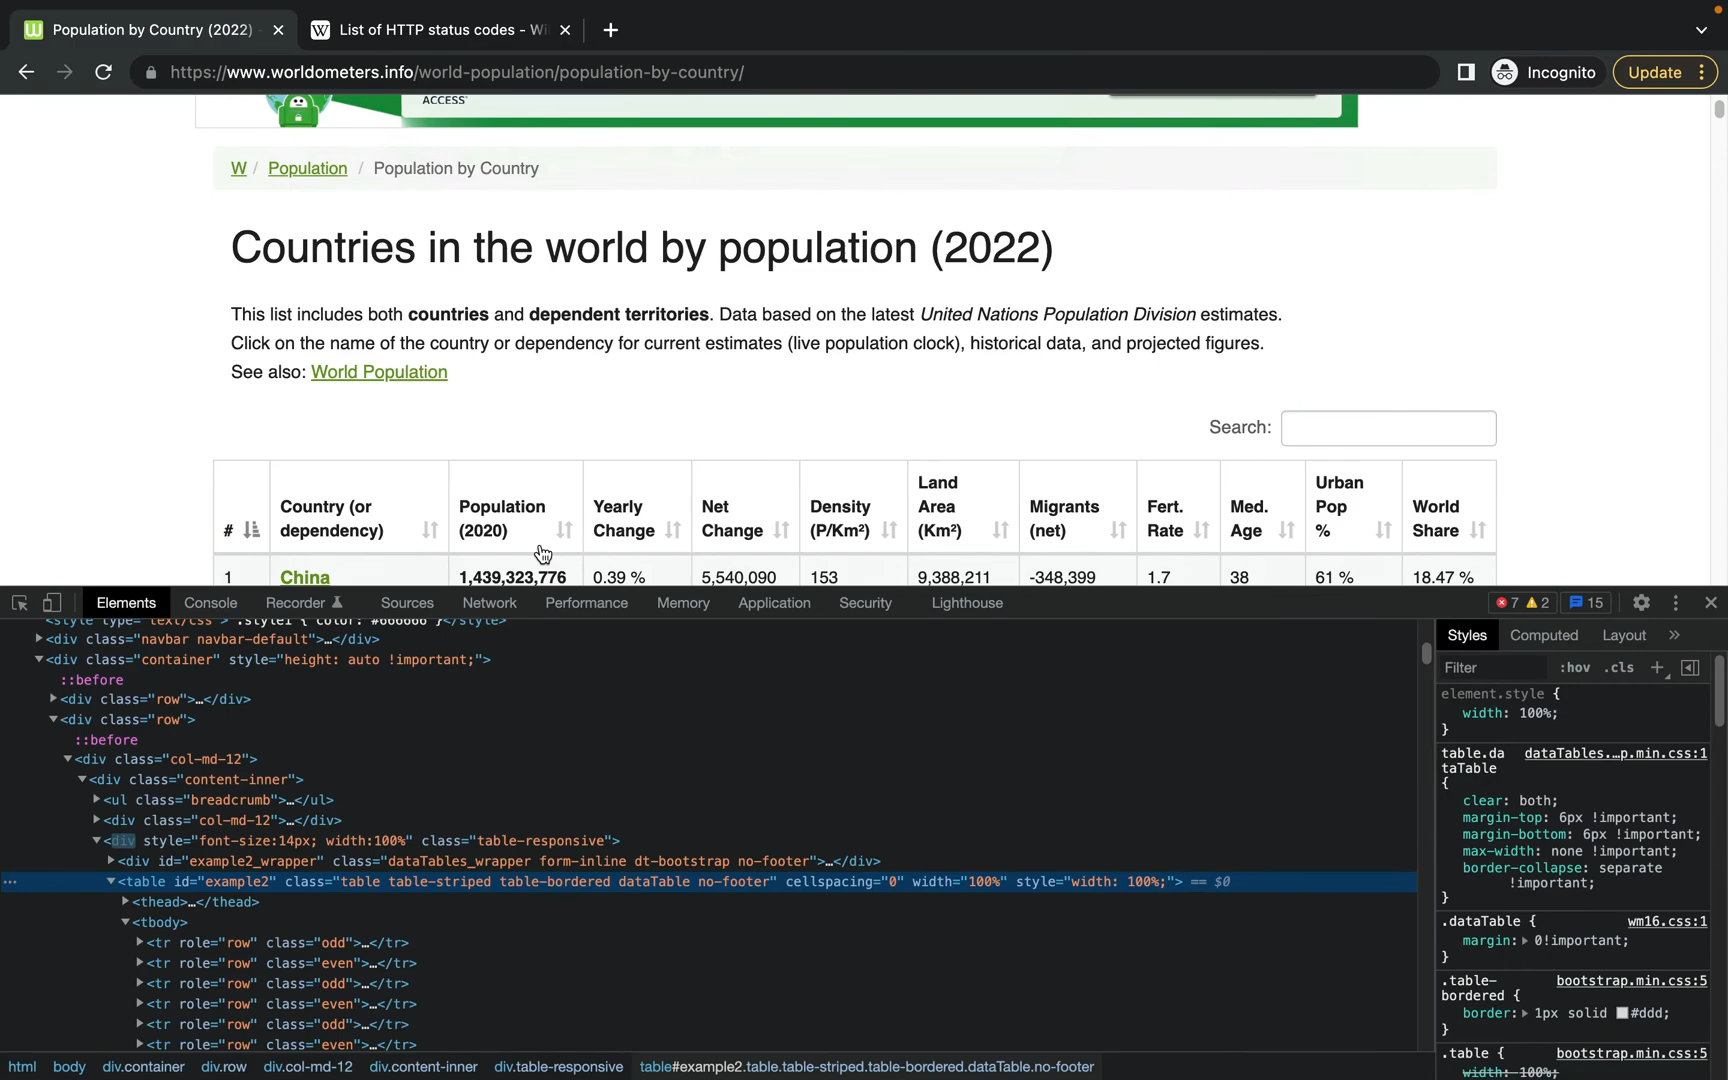 Population by Country (2022) -
List of HTTP status codes - Wi
https://www.worldometers.info/world-population/population-by-country/
Incognito
Update
ACCESS
W / Population / Population by Country
Countries in the world by population (2022)
This list includes both countries and dependent territories. Data based on the latest United Nations Population Division estimates.
Click on the name of the country or dependency for current estimates (live population clock), historical data, and projected figures.
See also: World Population
Search:
# Country (or dependency) Population (2020) Yearly Change Net Change Density (P/Km²) Land Area (Km²) Migrants (net) Fert. Rate Med. Age Urban Pop % World Share
1 China 1,439,323,776 0.39 % 5,540,090 153 9,388,211 -348,399 1.7 38 61 % 18.47 %
Elements Console Recorder Sources Network Performance Memory Application Security Lighthouse 7 2 15
<style type="text/css">.style1 { color: #666666 }</style>
<div class="navbar navbar-default">…</div>
<div class="container" style="height: auto !important;">
::before
<div class="row">…</div>
<div class="row">
::before
<div class="col-md-12">
<div class="content-inner">
<ul class="breadcrumb">…</ul>
<div class="col-md-12">…</div>
<div style="font-size:14px; width:100%" class="table-responsive">
<div id="example2_wrapper" class="dataTables_wrapper form-inline dt-bootstrap no-footer">…</div>
<table id="example2" class="table table-striped table-bordered dataTable no-footer" cellspacing="0" width="100%" style="width: 100%;"> == $0
<thead>…</thead>
<tbody>
<tr role="row" class="odd">…</tr>
<tr role="row" class="even">…</tr>
<tr role="row" class="odd">…</tr>
<tr role="row" class="even">…</tr>
<tr role="row" class="odd">…</tr>
<tr role="row" class="even">…</tr>
html body div.container div.row div.col-md-12 div.content-inner div.table-responsive table#example2.table.table-striped.table-bordered.dataTable.no-footer
Styles Computed Layout »
Filter :hov .cls +
element.style {
width: 100%;
}
table.da dataTables.…p.min.css:1
taTable
{
clear: both;
margin-top: 6px !important;
margin-bottom: 6px !important;
max-width: none !important;
border-collapse: separate
!important;
}
.dataTable { wm16.css:1
margin: 0!important;
}
.table- bootstrap.min.css:5
bordered {
border: 1px solid #ddd;
}
.table { bootstrap.min.css:5
width: 100%;